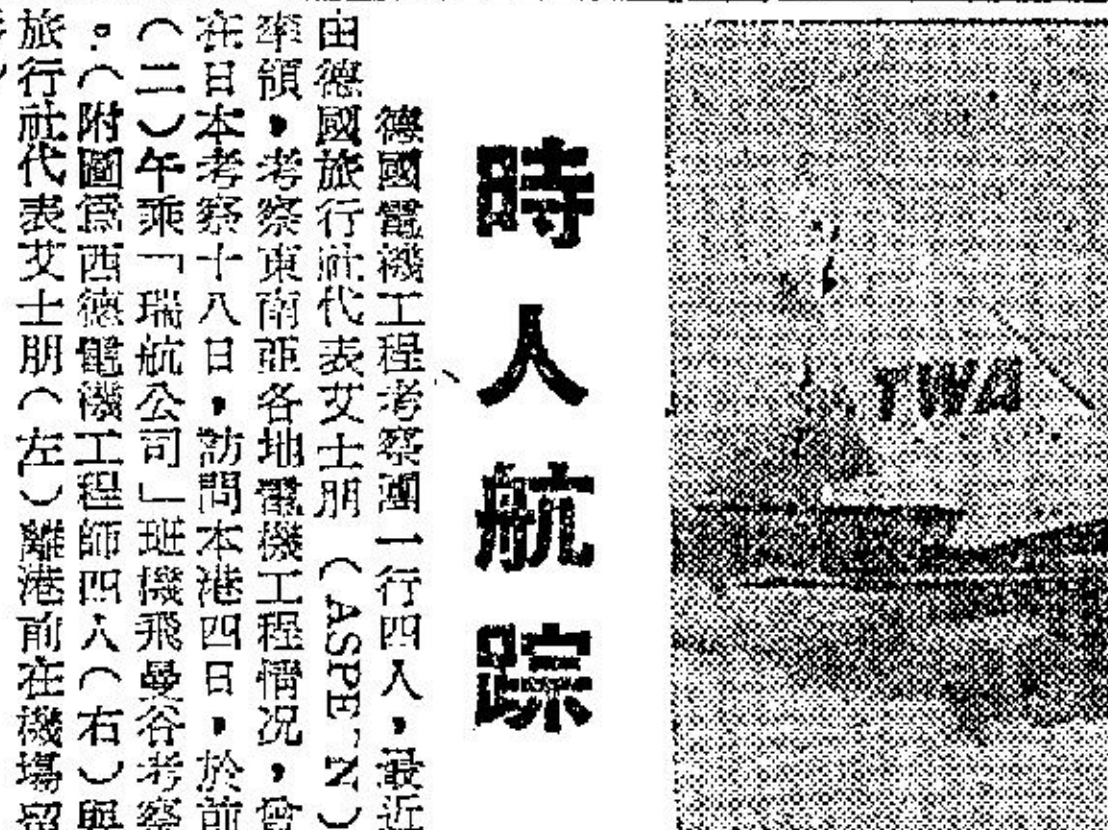 時人航踪
德國電機工程考察團一行四人，最近
由德國旅行社代表艾士朋（ASPE'N）
率領，考察東南亞各地電機工程情况，曾
在日本考察十八日，訪問本港四日，於前
（二）午乘「瑞航公司」班機飛曼谷考察
。（附圖爲西德電機工程師四人（右）與
旅行社代表艾士朋（左）離港前在機場留
TWA